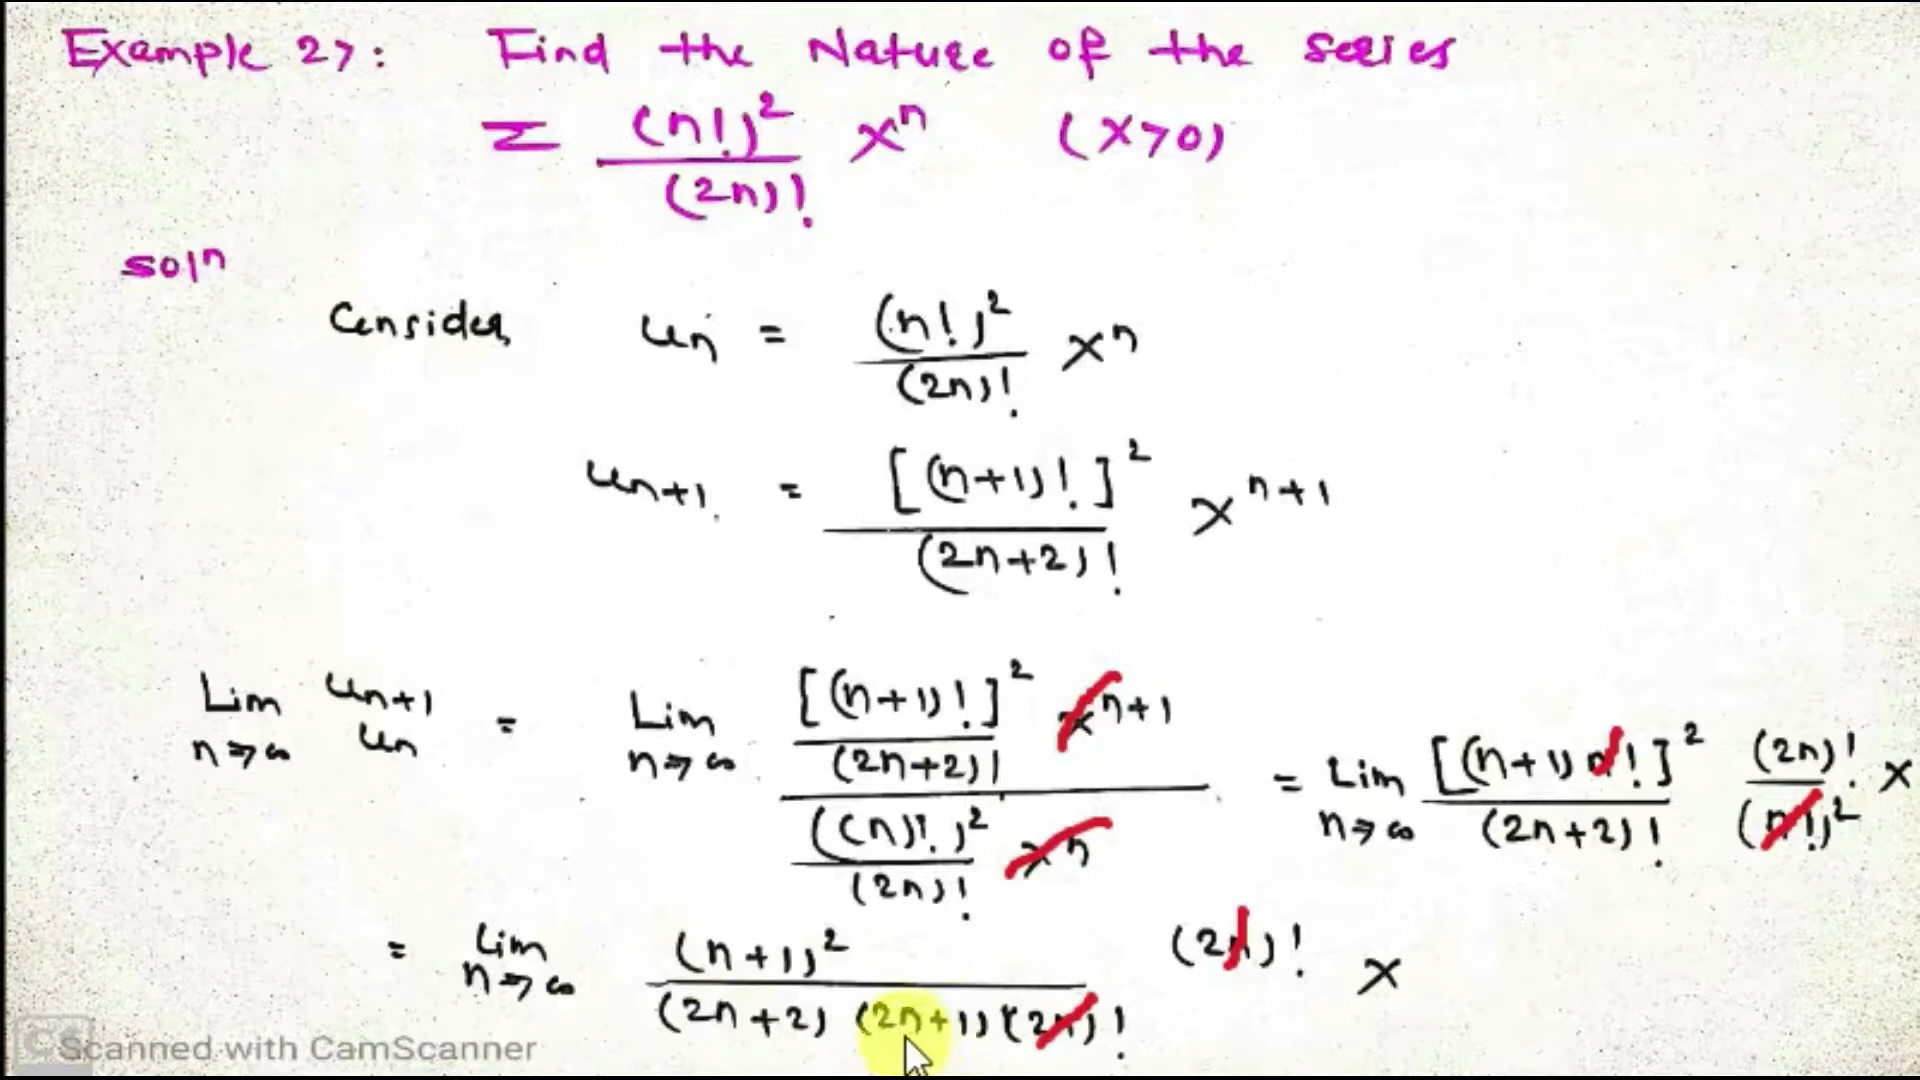 Example 27: Find the Nature of the series
Σ (n!)² / (2n)! xⁿ (x>0)
solⁿ
Consider uₙ = (n!)² / (2n)! xⁿ
uₙ₊₁ = [(n+1)!]² / (2n+2)! xⁿ⁺¹
Lim n→∞ uₙ₊₁ / uₙ = Lim n→∞ [(n+1)!]² / (2n+2)! xⁿ⁺¹ / ((n)!)² / (2n)! xⁿ = Lim n→∞ [(n+1) n!]² / (2n+2)! (2n)! / (n!)² x
= Lim n→∞ (n+1)² / (2n+2) (2n+1) (2n)! (2n)! x
CS Scanned with CamScanner